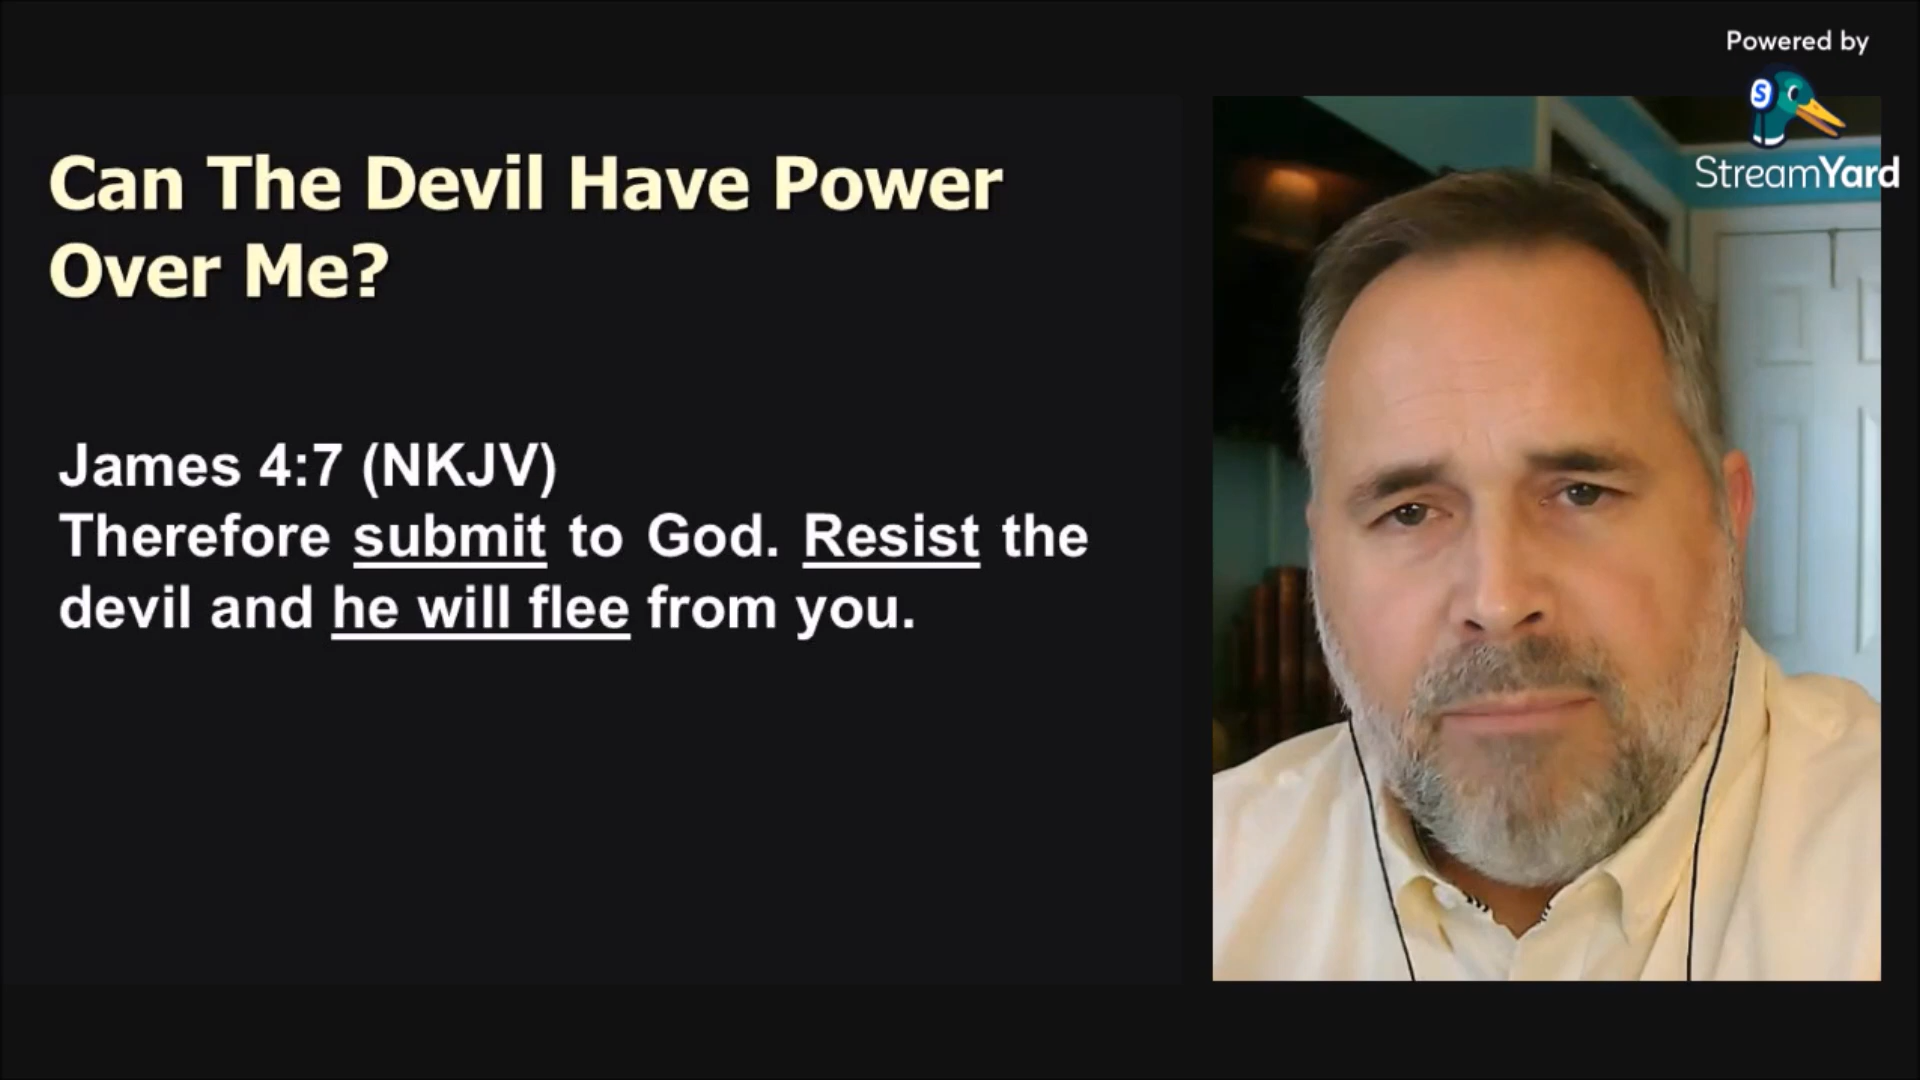 Powered by
StreamYard
Can The Devil Have Power
Over Me?
James 4:7 (NKJV)
Therefore submit to God. Resist the
devil and he will flee from you.